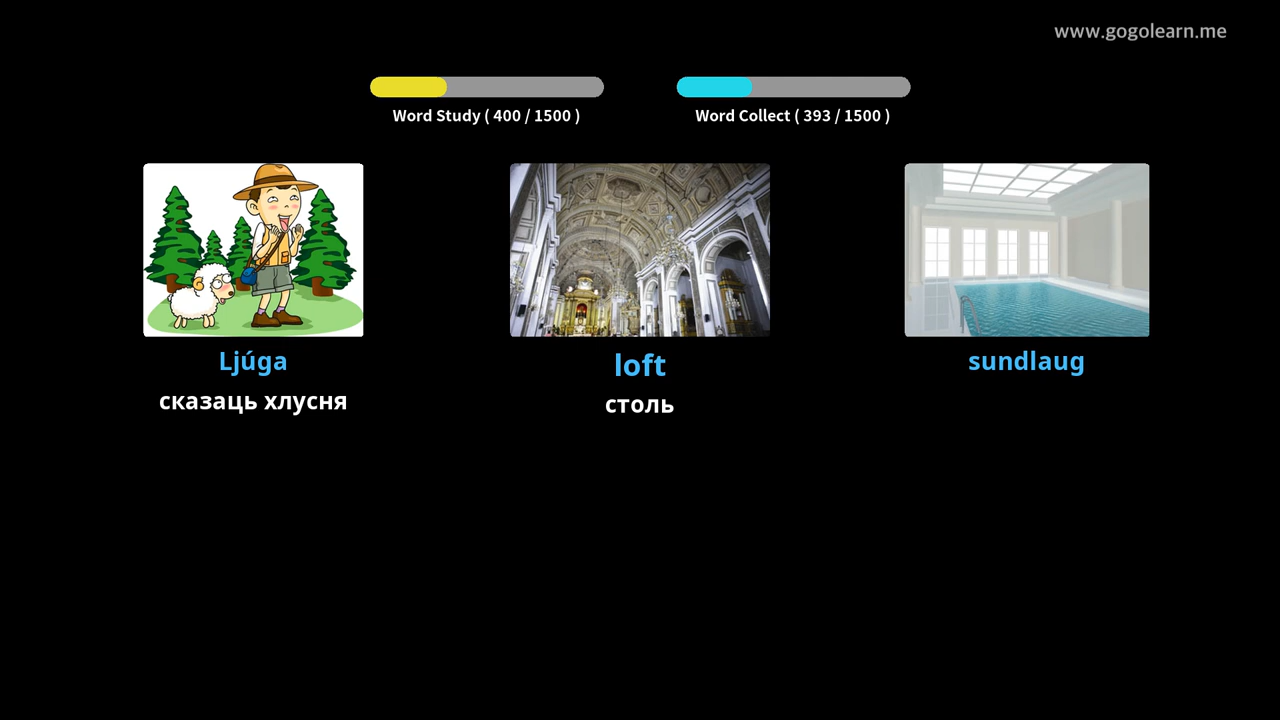 www.gogolearn.me
Word Study ( 400 / 1500 )
Word Collect ( 393 / 1500 )
Ljúga
сказаць хлусня
loft
столь
sundlaug